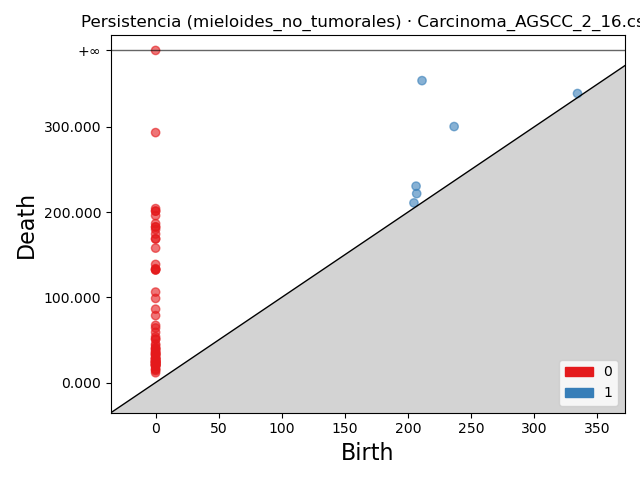 Persistencia (mieloides_no_tumorales) · Carcinoma_AGSCC_2_16.cs
+∞
300.000
200.000
100.000
0.000
Death
0
1
0 50 100 150 200 250 300 350
Birth